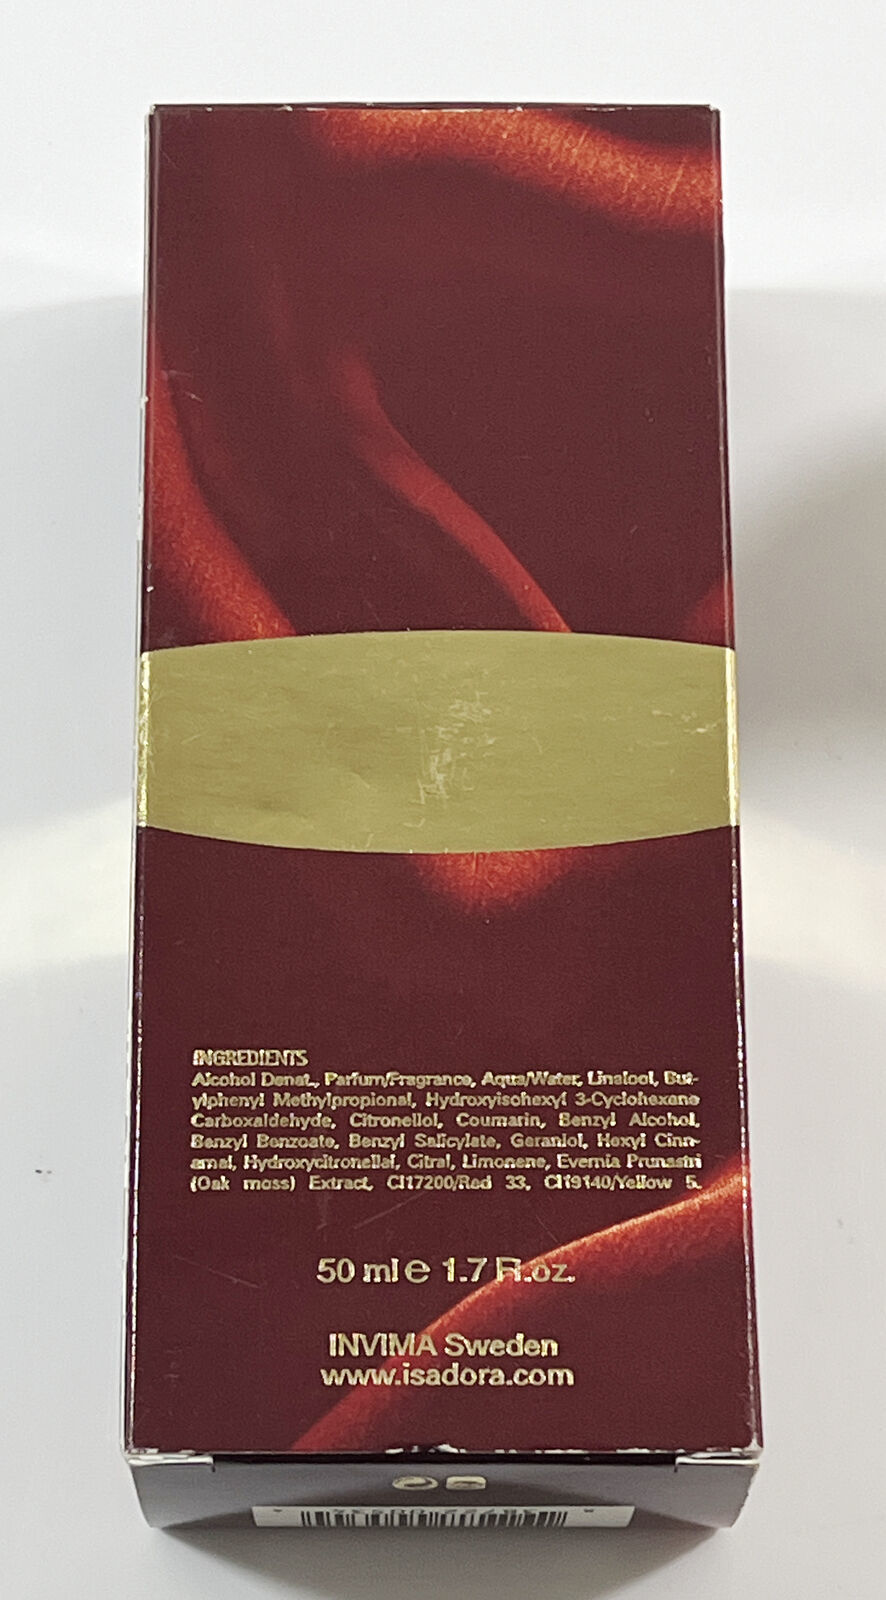 INGREDIENTS
Alcohol Denat., Parfum/Fragrance, Aqua/Water, Linalool, But-
ylphenyl Methylpropional, Hydroxyisohexyl 3-Cyclohexene
Carboxaldehyde, Citronellol, Coumarin, Benzyl Alcohol,
Benzyl Benzoate, Benzyl Salicylate, Geraniol, Hexyl Cinn-
amal, Hydroxycitronellal, Citral, Limonene, Evernia Prunastri
(Oak moss) Extract, CI17200/Red 33, CI19140/Yellow 5.
50 ml e 1.7 Fl.oz.
INVIMA Sweden
www.isadora.com